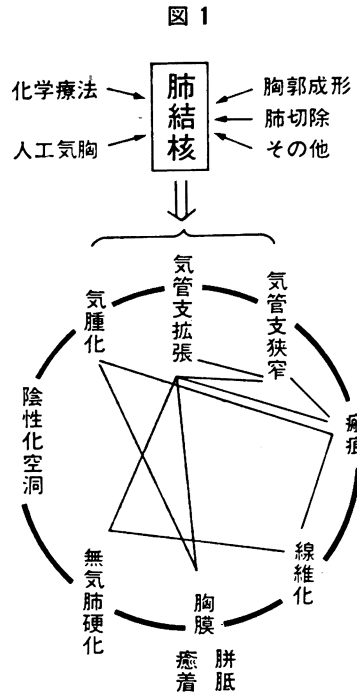 図 1
化学療法
人工気胸
肺結核
胸郭成形
肺切除
その他
気腫化
気管支拡張
気管支狭窄
陰性化空洞
瘢痕
無気肺硬化
胸膜
癒着
胼胝
線維化